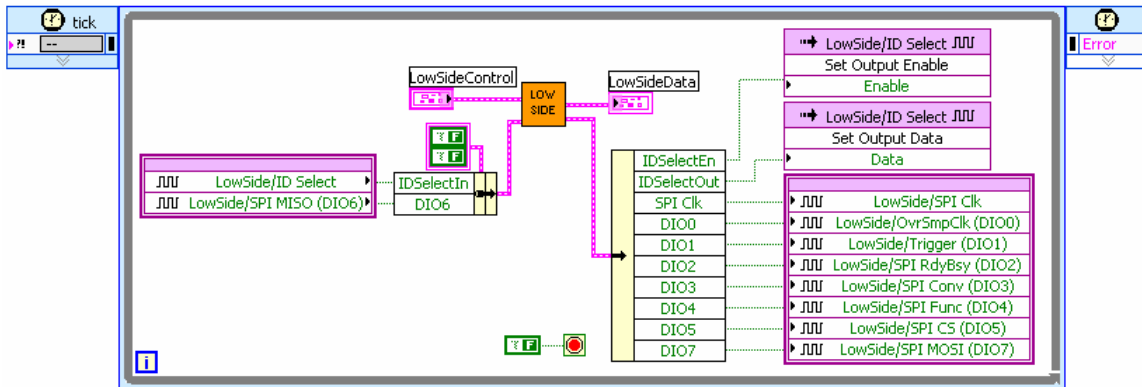 tick
?!
--
Error
LowSideControl
LOW
SIDE
LowSideData
T F
T F
LowSide/ID Select
LowSide/SPI MISO (DIO6)
IDSelectIn
DIO6
IDSelectEn
IDSelectOut
SPI Clk
DIO0
DIO1
DIO2
DIO3
DIO4
DIO5
DIO7
LowSide/ID Select
Set Output Enable
Enable
LowSide/ID Select
Set Output Data
Data
LowSide/SPI Clk
LowSide/OvrSmpClk (DIO0)
LowSide/Trigger (DIO1)
LowSide/SPI RdyBsy (DIO2)
LowSide/SPI Conv (DIO3)
LowSide/SPI Func (DIO4)
LowSide/SPI CS (DIO5)
LowSide/SPI MOSI (DIO7)
T F
i